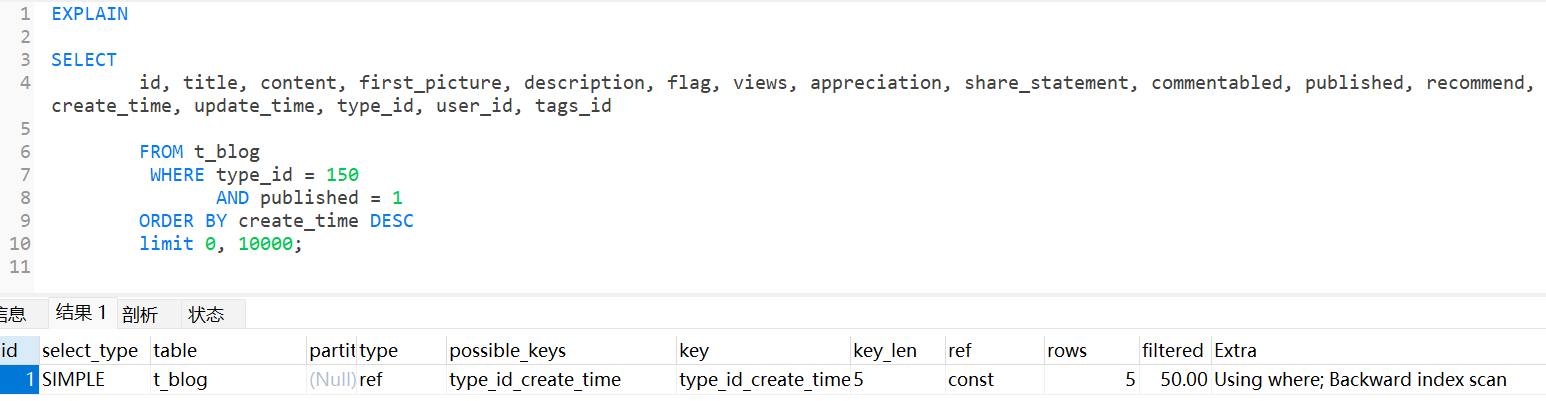 1 EXPLAIN
2
3 SELECT
4 id, title, content, first_picture, description, flag, views, appreciation, share_statement, commentabled, published, recommend,
create_time, update_time, type_id, user_id, tags_id
5
6 FROM t_blog
7 WHERE type_id = 150
8 AND published = 1
9 ORDER BY create_time DESC
10 limit 0, 10000;
11
信息 结果 1 剖析 状态
id select_type table partit type possible_keys key key_len ref rows filtered Extra
1 SIMPLE t_blog (Null) ref type_id_create_time type_id_create_time 5 const 5 50.00 Using where; Backward index scan